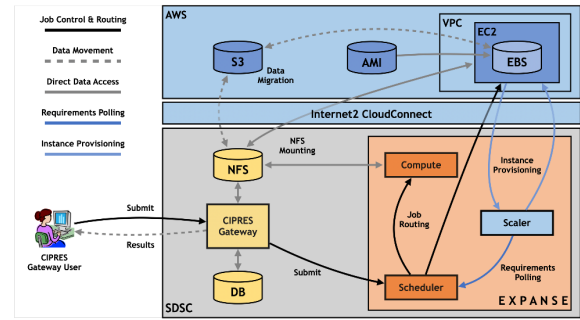 Job Control & Routing
Data Movement
Direct Data Access
Requirements Polling
Instance Provisioning
AWS
VPC
EC2
S3
AMI
EBS
Data
Migration
Internet2 CloudConnect
NFS
Mounting
NFS
Compute
Instance
Provisioning
Submit
CIPRES
Gateway
Job
Routing
Scaler
Results
CIPRES
Gateway User
Submit
Requirements
Polling
DB
Scheduler
SDSC
EXPANSE